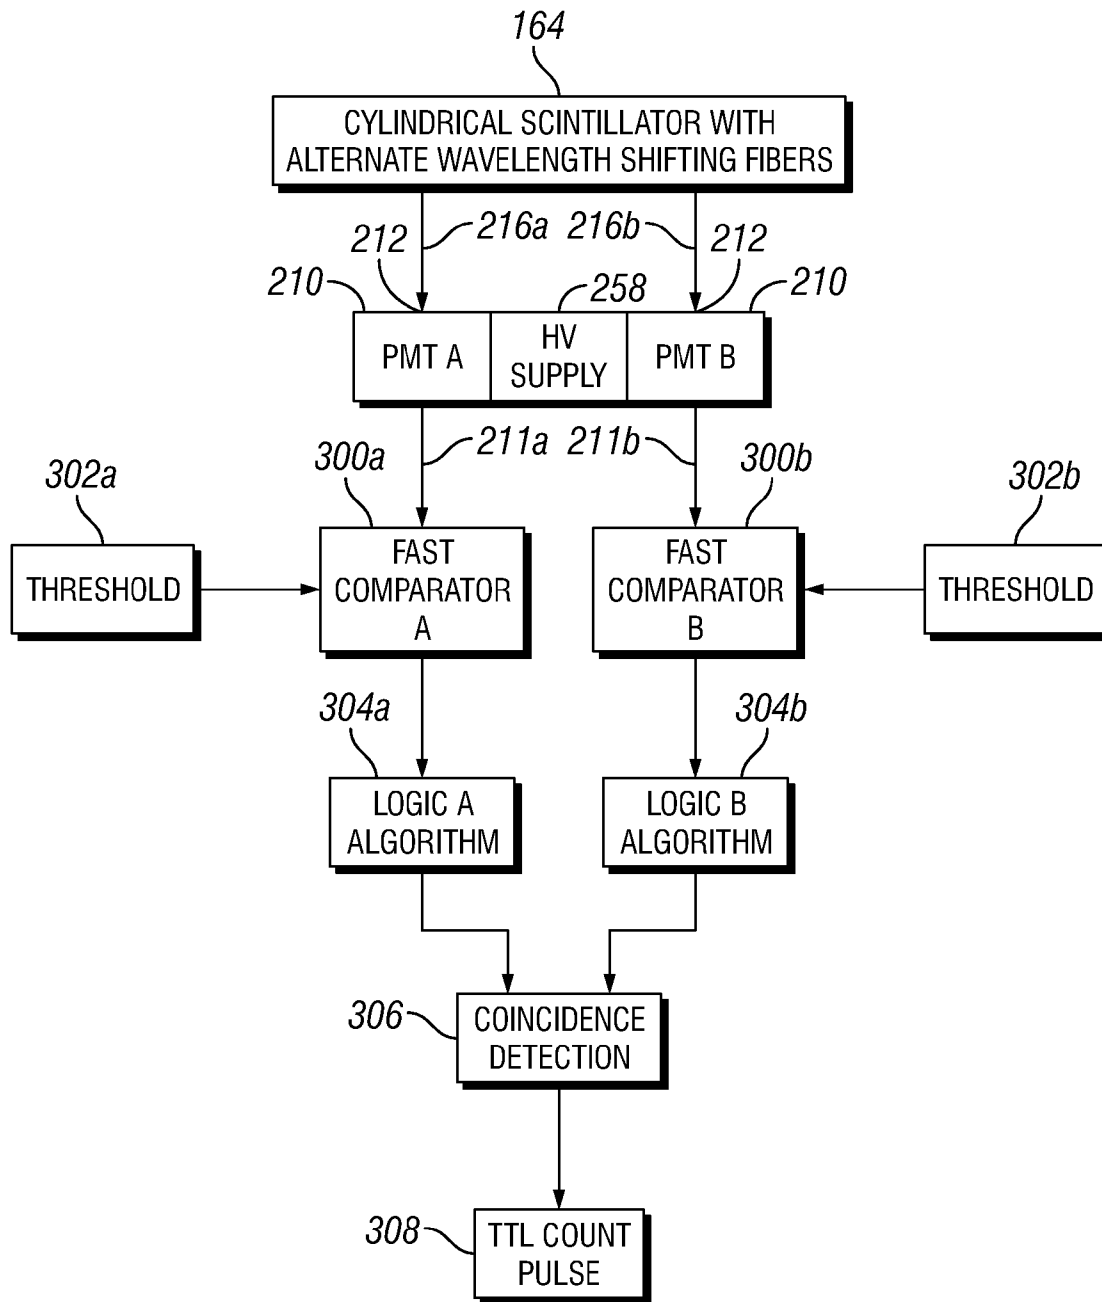 164
CYLINDRICAL SCINTILLATOR WITH
ALTERNATE WAVELENGTH SHIFTING FIBERS
216a 216b
212 212
210 258 210
PMT A
HV
SUPPLY
PMT B
211a 211b
300a 300b
302a 302b
THRESHOLD
FAST
COMPARATOR
A
FAST
COMPARATOR
B
THRESHOLD
304a 304b
LOGIC A
ALGORITHM
LOGIC B
ALGORITHM
306
COINCIDENCE
DETECTION
308
TTL COUNT
PULSE